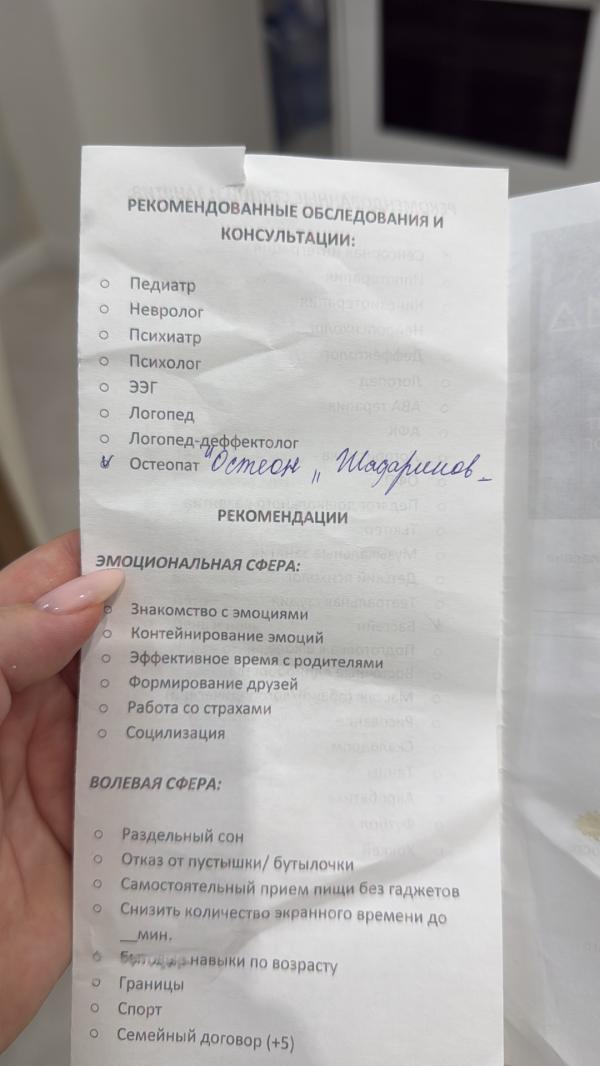 РЕКОМЕНДОВАННЫЕ ОБСЛЕДОВАНИЯ И
КОНСУЛЬТАЦИИ:
Педиатр
Невролог
Психиатр
Психолог
ЭЭГ
Логопед
Логопед-деффектолог
Остеопат "Остеон"
РЕКОМЕНДАЦИИ
ЭМОЦИОНАЛЬНАЯ СФЕРА:
Знакомство с эмоциями
Контейнирование эмоций
Эффективное время с родителями
Формирование друзей
Работа со страхами
Социлизация
ВОЛЕВАЯ СФЕРА:
Раздельный сон
Отказ от пустышки/ бутылочки
Самостоятельный прием пищи без гаджетов
Снизить количество экранного времени до
__мин.
навыки по возрасту
Границы
Спорт
Семейный договор (+5)